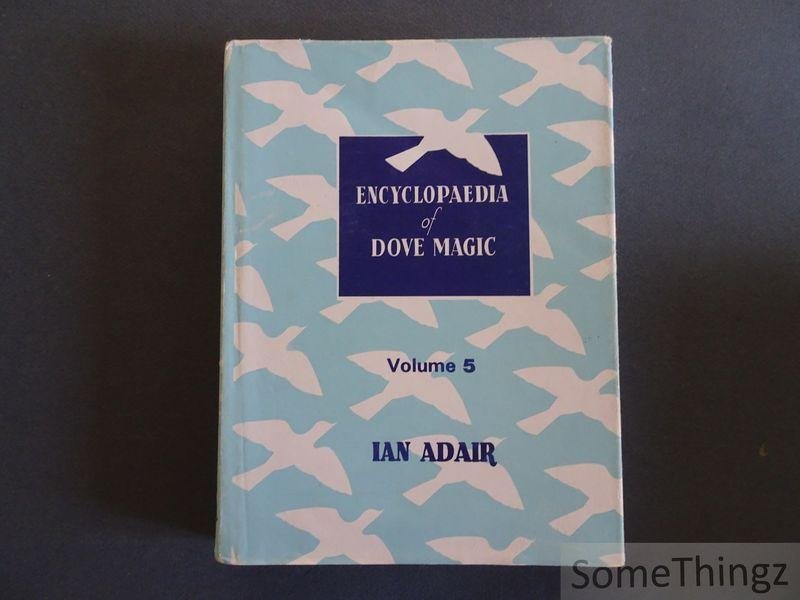 ENCYCLOPAEDIA
of
DOVE MAGIC
Volume 5
IAN ADAIR
SomeThingz